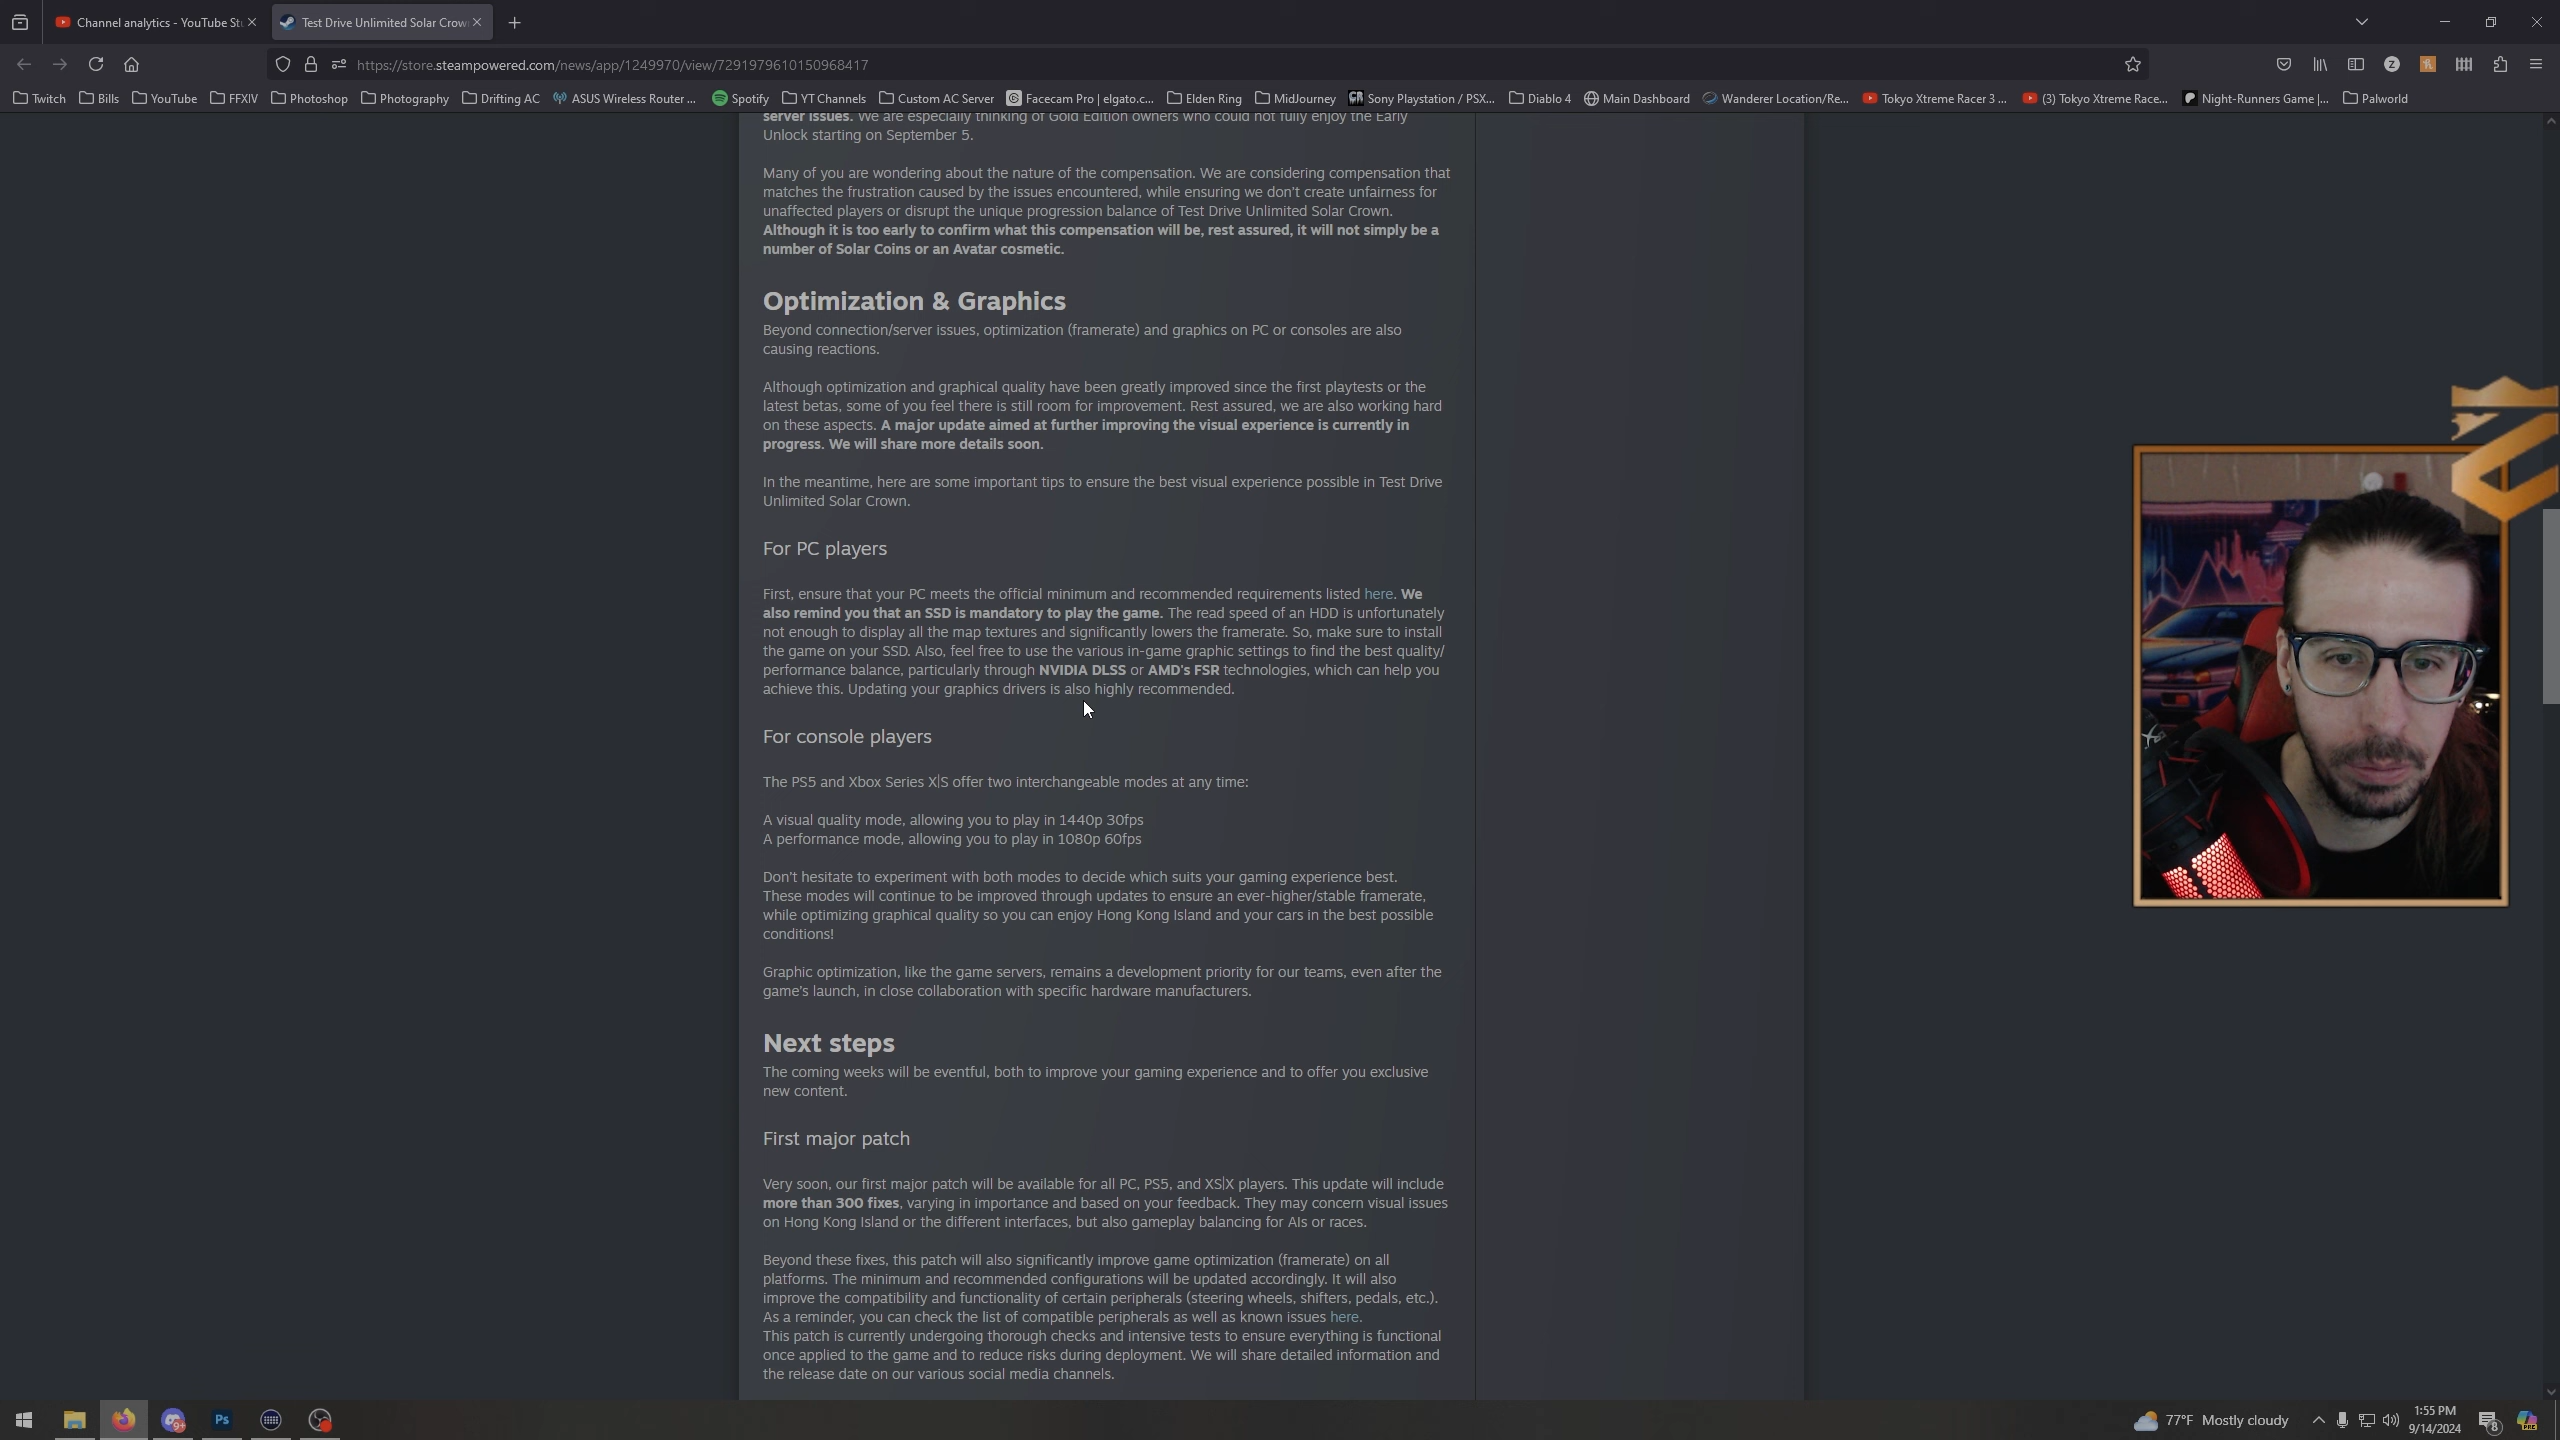 Channel analytics - YouTube St
Test Drive Unlimited Solar Crow
https://store.steampowered.com/news/app/1249970/view/7291979610150968417
Twitch Bills YouTube FFXIV Photoshop Photography Drifting AC ASUS Wireless Router ... Spotify YT Channels Custom AC Server Facecam Pro | elgato.c... Elden Ring MidJourney Sony Playstation / PSX... Diablo 4 Main Dashboard Wanderer Location/Re... Tokyo Xtreme Racer 3 ... (3) Tokyo Xtreme Race... Night-Runners Game |... Palworld
server issues. We are especially thinking of Gold Edition owners who could not fully enjoy the Early
Unlock starting on September 5.
Many of you are wondering about the nature of the compensation. We are considering compensation that
matches the frustration caused by the issues encountered, while ensuring we don't create unfairness for
unaffected players or disrupt the unique progression balance of Test Drive Unlimited Solar Crown.
Although it is too early to confirm what this compensation will be, rest assured, it will not simply be a
number of Solar Coins or an Avatar cosmetic.
Optimization & Graphics
Beyond connection/server issues, optimization (framerate) and graphics on PC or consoles are also
causing reactions.
Although optimization and graphical quality have been greatly improved since the first playtests or the
latest betas, some of you feel there is still room for improvement. Rest assured, we are also working hard
on these aspects. A major update aimed at further improving the visual experience is currently in
progress. We will share more details soon.
In the meantime, here are some important tips to ensure the best visual experience possible in Test Drive
Unlimited Solar Crown.
For PC players
First, ensure that your PC meets the official minimum and recommended requirements listed here. We
also remind you that an SSD is mandatory to play the game. The read speed of an HDD is unfortunately
not enough to display all the map textures and significantly lowers the framerate. So, make sure to install
the game on your SSD. Also, feel free to use the various in-game graphic settings to find the best quality/
performance balance, particularly through NVIDIA DLSS or AMD's FSR technologies, which can help you
achieve this. Updating your graphics drivers is also highly recommended.
For console players
The PS5 and Xbox Series X|S offer two interchangeable modes at any time:
A visual quality mode, allowing you to play in 1440p 30fps
A performance mode, allowing you to play in 1080p 60fps
Don't hesitate to experiment with both modes to decide which suits your gaming experience best.
These modes will continue to be improved through updates to ensure an ever-higher/stable framerate,
while optimizing graphical quality so you can enjoy Hong Kong Island and your cars in the best possible
conditions!
Graphic optimization, like the game servers, remains a development priority for our teams, even after the
game's launch, in close collaboration with specific hardware manufacturers.
Next steps
The coming weeks will be eventful, both to improve your gaming experience and to offer you exclusive
new content.
First major patch
Very soon, our first major patch will be available for all PC, PS5, and XS|X players. This update will include
more than 300 fixes, varying in importance and based on your feedback. They may concern visual issues
on Hong Kong Island or the different interfaces, but also gameplay balancing for AIs or races.
Beyond these fixes, this patch will also significantly improve game optimization (framerate) on all
platforms. The minimum and recommended configurations will be updated accordingly. It will also
improve the compatibility and functionality of certain peripherals (steering wheels, shifters, pedals, etc.).
As a reminder, you can check the list of compatible peripherals as well as known issues here.
This patch is currently undergoing thorough checks and intensive tests to ensure everything is functional
once applied to the game and to reduce risks during deployment. We will share detailed information and
the release date on our various social media channels.
9+
Ps
77°F Mostly cloudy
1:55 PM
9/14/2024
8